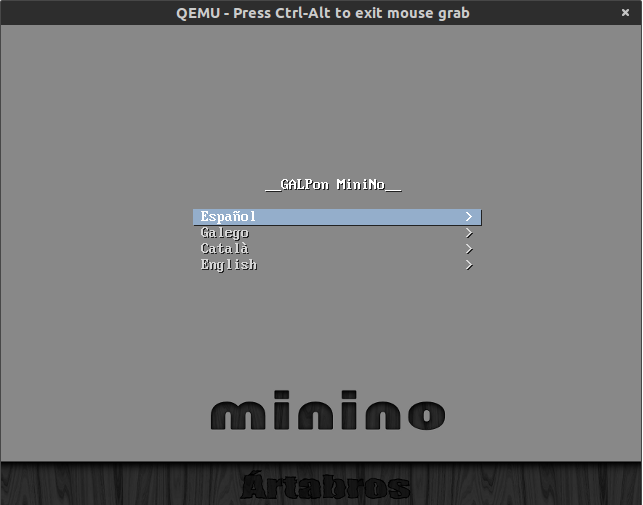 QEMU - Press Ctrl-Alt to exit mouse grab ×
__GALPon MiniNo__
Español >
Galego >
Català >
English >
minino
Ártabros